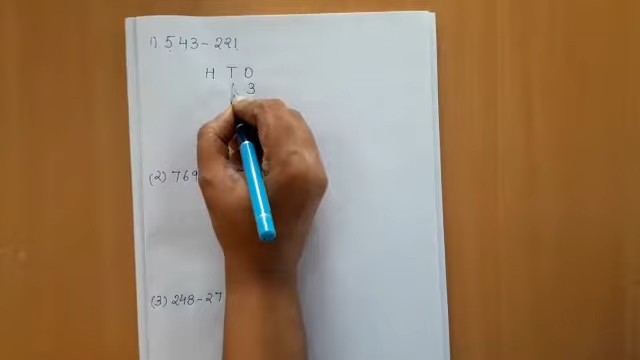 1) 543 - 221
H T O
3
(2) 769
(3) 248 - 27